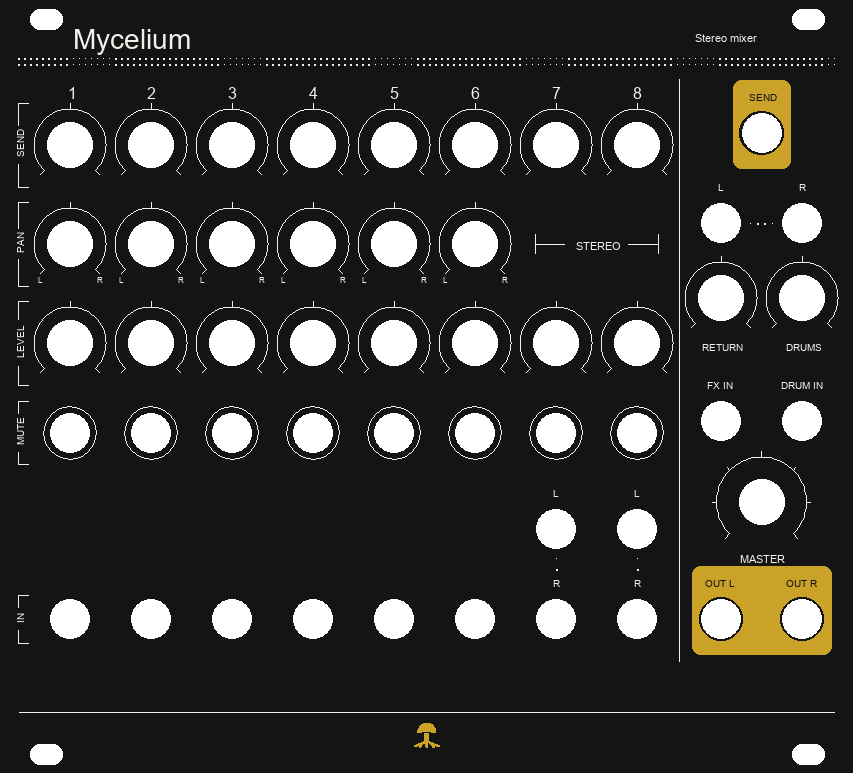 Mycelium
Stereo mixer
1 2 3 4 5 6 7 8
SEND
SEND
L R
PAN
STEREO
L R L R L R L R L R L R
LEVEL
RETURN DRUMS
FX IN DRUM IN
MUTE
L L
MASTER
R R
OUT L OUT R
IN